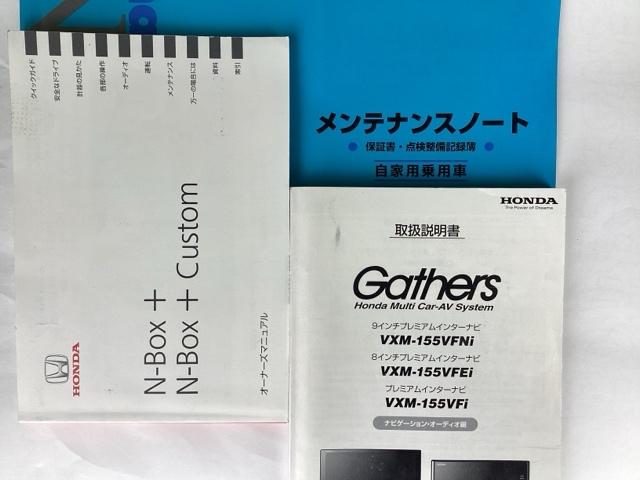 クイックガイド
安全なドライブ
計器の見かた
各部の操作
オーディオ
運転
メンテナンス
万一の場合には
資料
索引
N-Box +
N-Box + Custom
オーナーズマニュアル
HONDA
メンテナンスノート
● 保証書・点検整備記録簿 ●
自家用乗用車
HONDA
The Power of Dreams
取扱説明書
Gathers
Honda Multi Car-AV System
9インチプレミアムインターナビ
VXM-155VFNi
8インチプレミアムインターナビ
VXM-155VFEi
プレミアムインターナビ
VXM-155VFi
ナビゲーション・オーディオ編